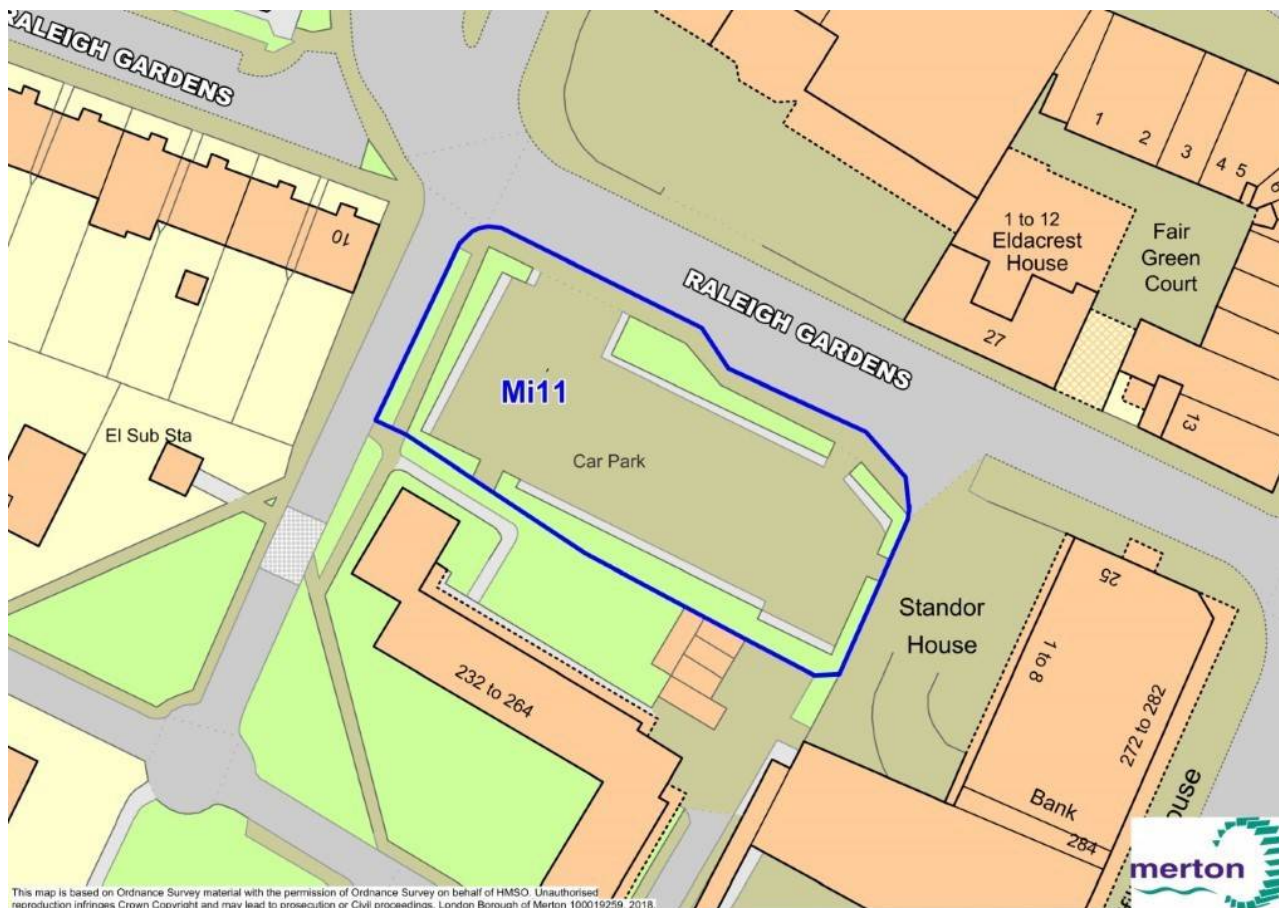 RALEIGH GARDENS
10
1
2
3
4
5
6
1 to 12
Eldacrest
House
Fair
Green
Court
RALEIGH GARDENS
27
13
Mi11
El Sub Sta
Car Park
Standor
House
25
1 to 8
272 to 282
232 to 264
Bank
284
ouse
merton
This map is based on Ordnance Survey material with the permission of Ordnance Survey on behalf of HMSO. Unauthorised
reproduction infringes Crown Copyright and may lead to prosecution or Civil proceedings. London Borough of Merton 100019259. 2018.